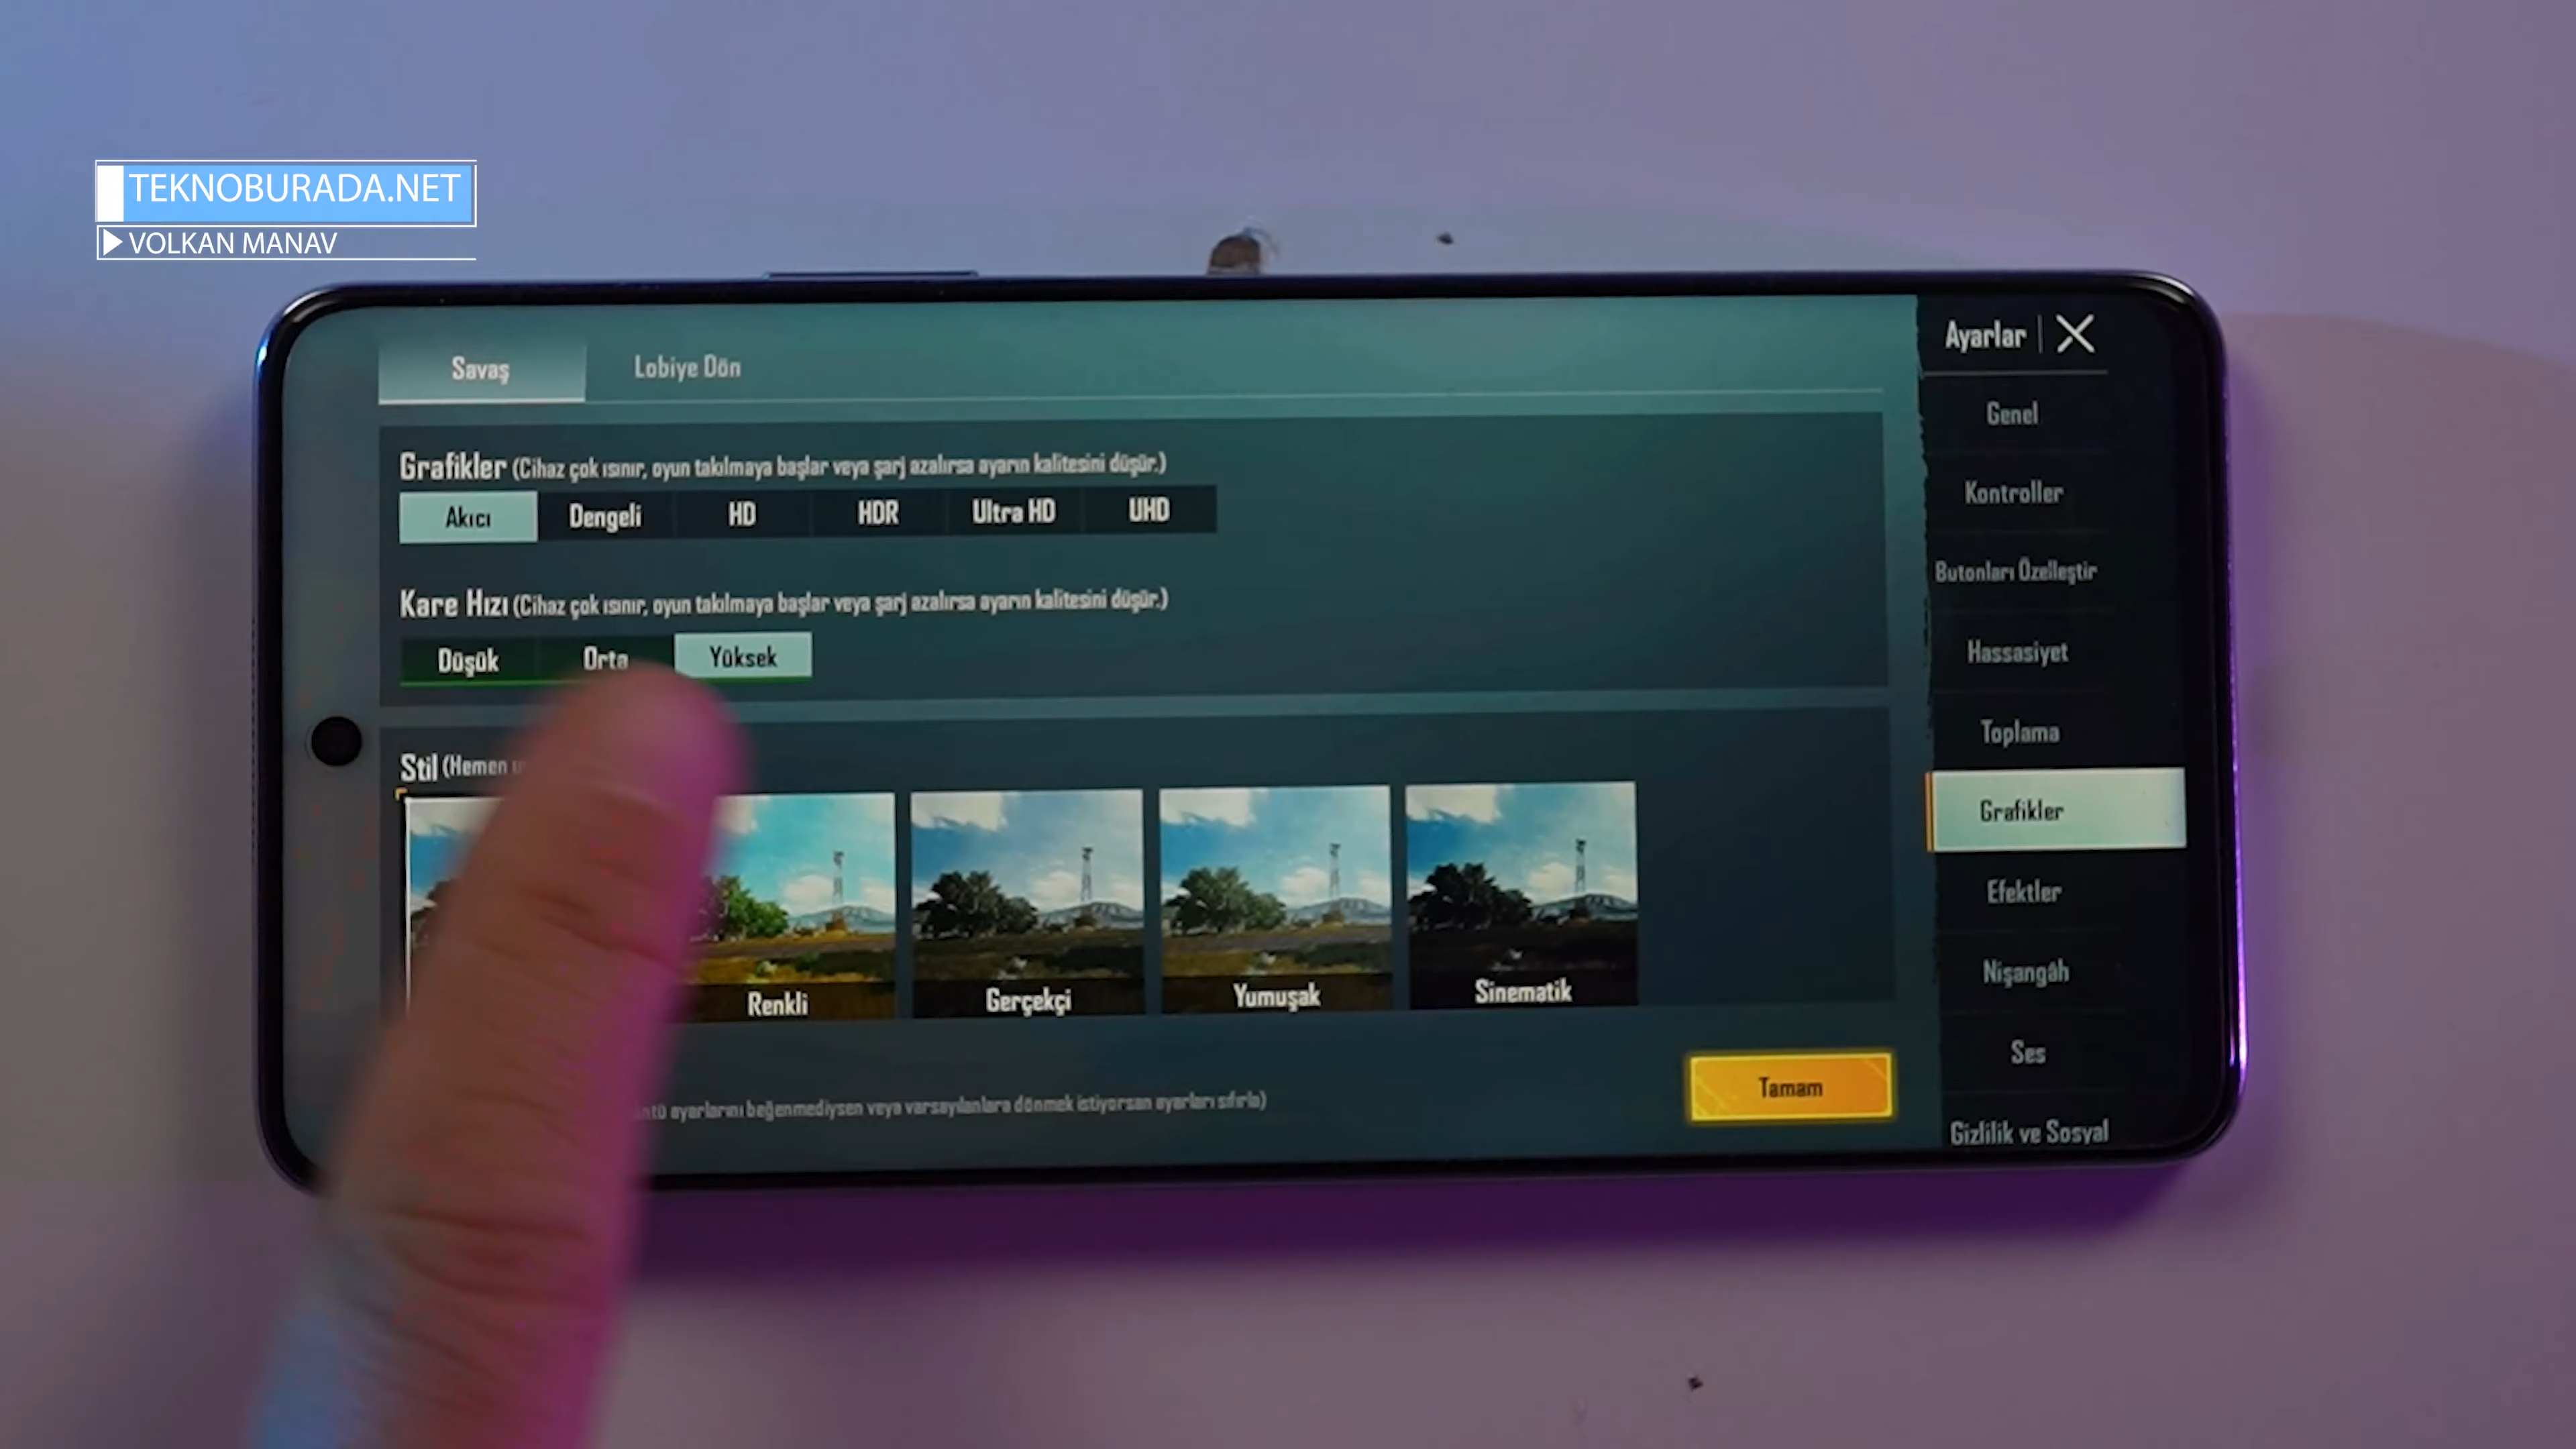 TEKNOBURADA.NET
VOLKAN MANAV
Savaş
Lobiye Dön
Ayarlar
Grafikler (Cihaz çok ısınır, oyun takılmaya başlar veya şarj azalırsa ayarın kalitesini düşür.)
Akıcı Dengeli HD HDR Ultra HD UHD
Kare Hızı (Cihaz çok ısınır, oyun takılmaya başlar veya şarj azalırsa ayarın kalitesini düşür.)
Düşük Orta Yüksek
Stil (Hemen
Renkli Gerçekçi Yumuşak Sinematik
ayarlarını beğenmediysen veya varsayılanlara dönmek istiyorsan ayarları sıfırla)
Tamam
Genel
Kontroller
Butonları Özelleştir
Hassasiyet
Toplama
Grafikler
Efektler
Nişangâh
Ses
Gizlilik ve Sosyal